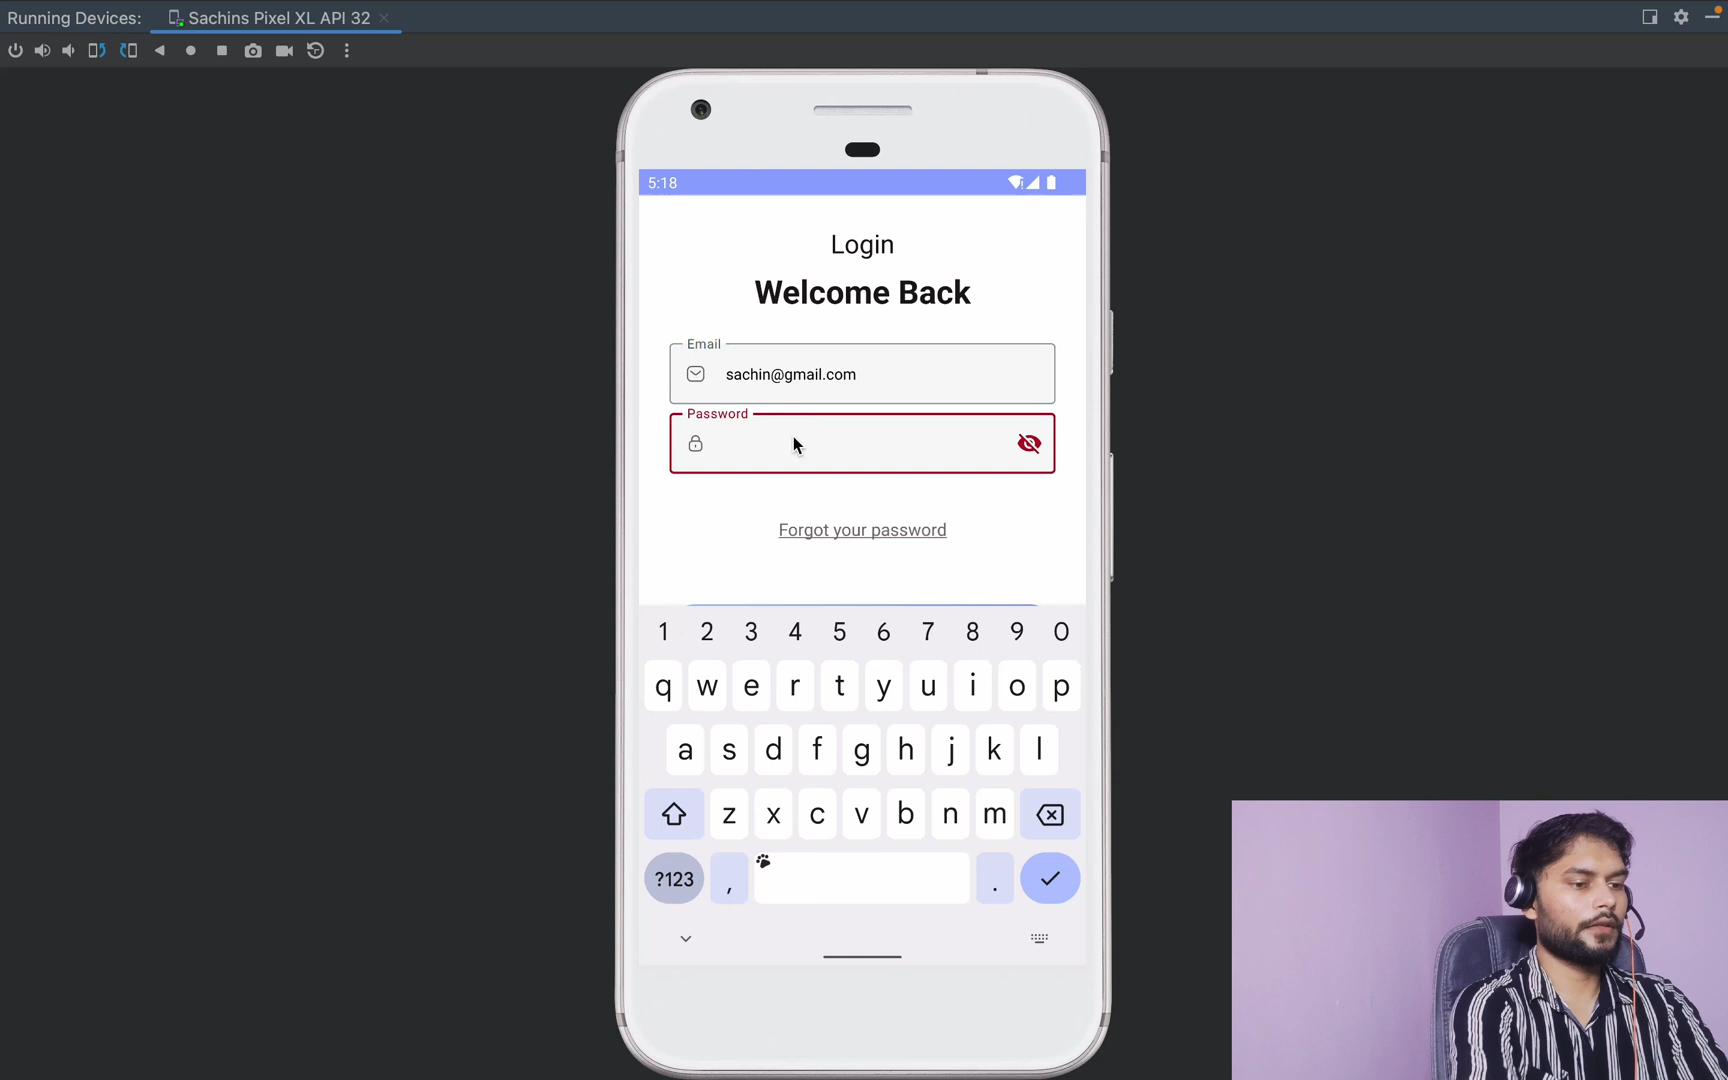 Running Devices: Sachins Pixel XL API 32
5:18
Login
Welcome Back
Email
sachin@gmail.com
Password
Forgot your password
1 2 3 4 5 6 7 8 9 0
q w e r t y u i o p
a s d f g h j k l
z x c v b n m
?123 , .